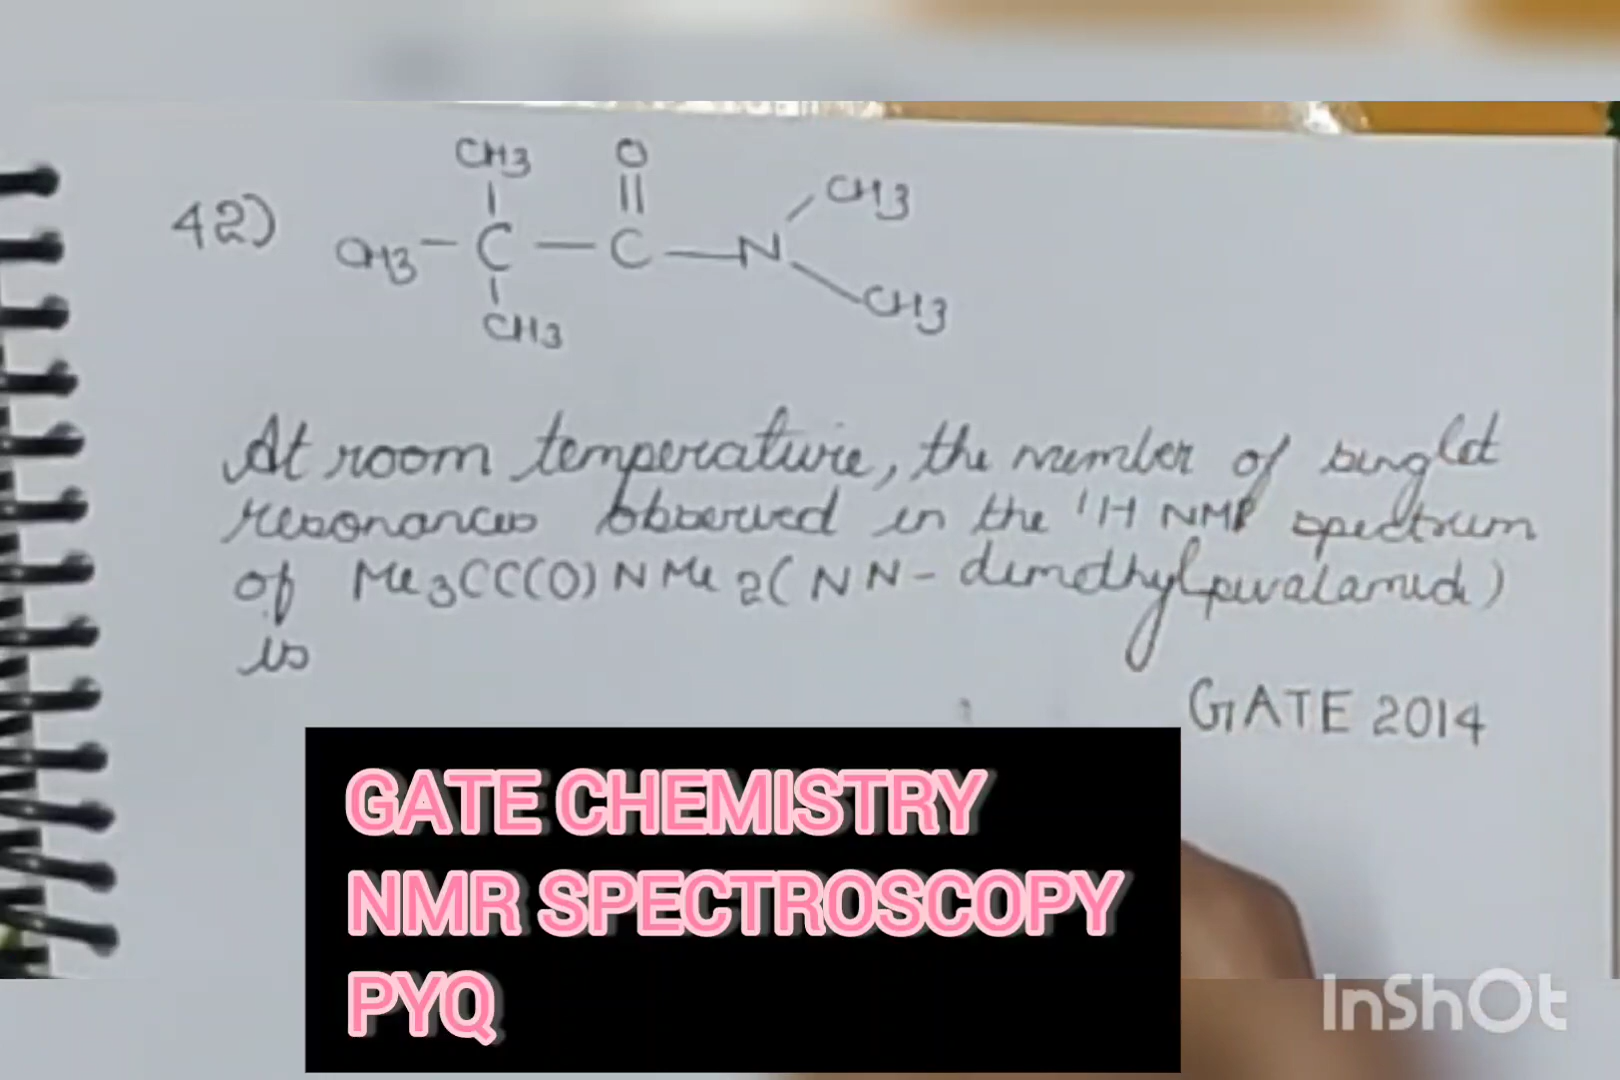 42)
CH3
O
CH3 - C - C - N
CH3
CH3
CH3
At room temperature, the number of singlet
resonances observed in the ¹H NMR spectrum
of Me3CC(O)NMe2(NN-dimethylpivalamide)
is
GATE 2014
GATE CHEMISTRY
NMR SPECTROSCOPY
PYQ
InShOt